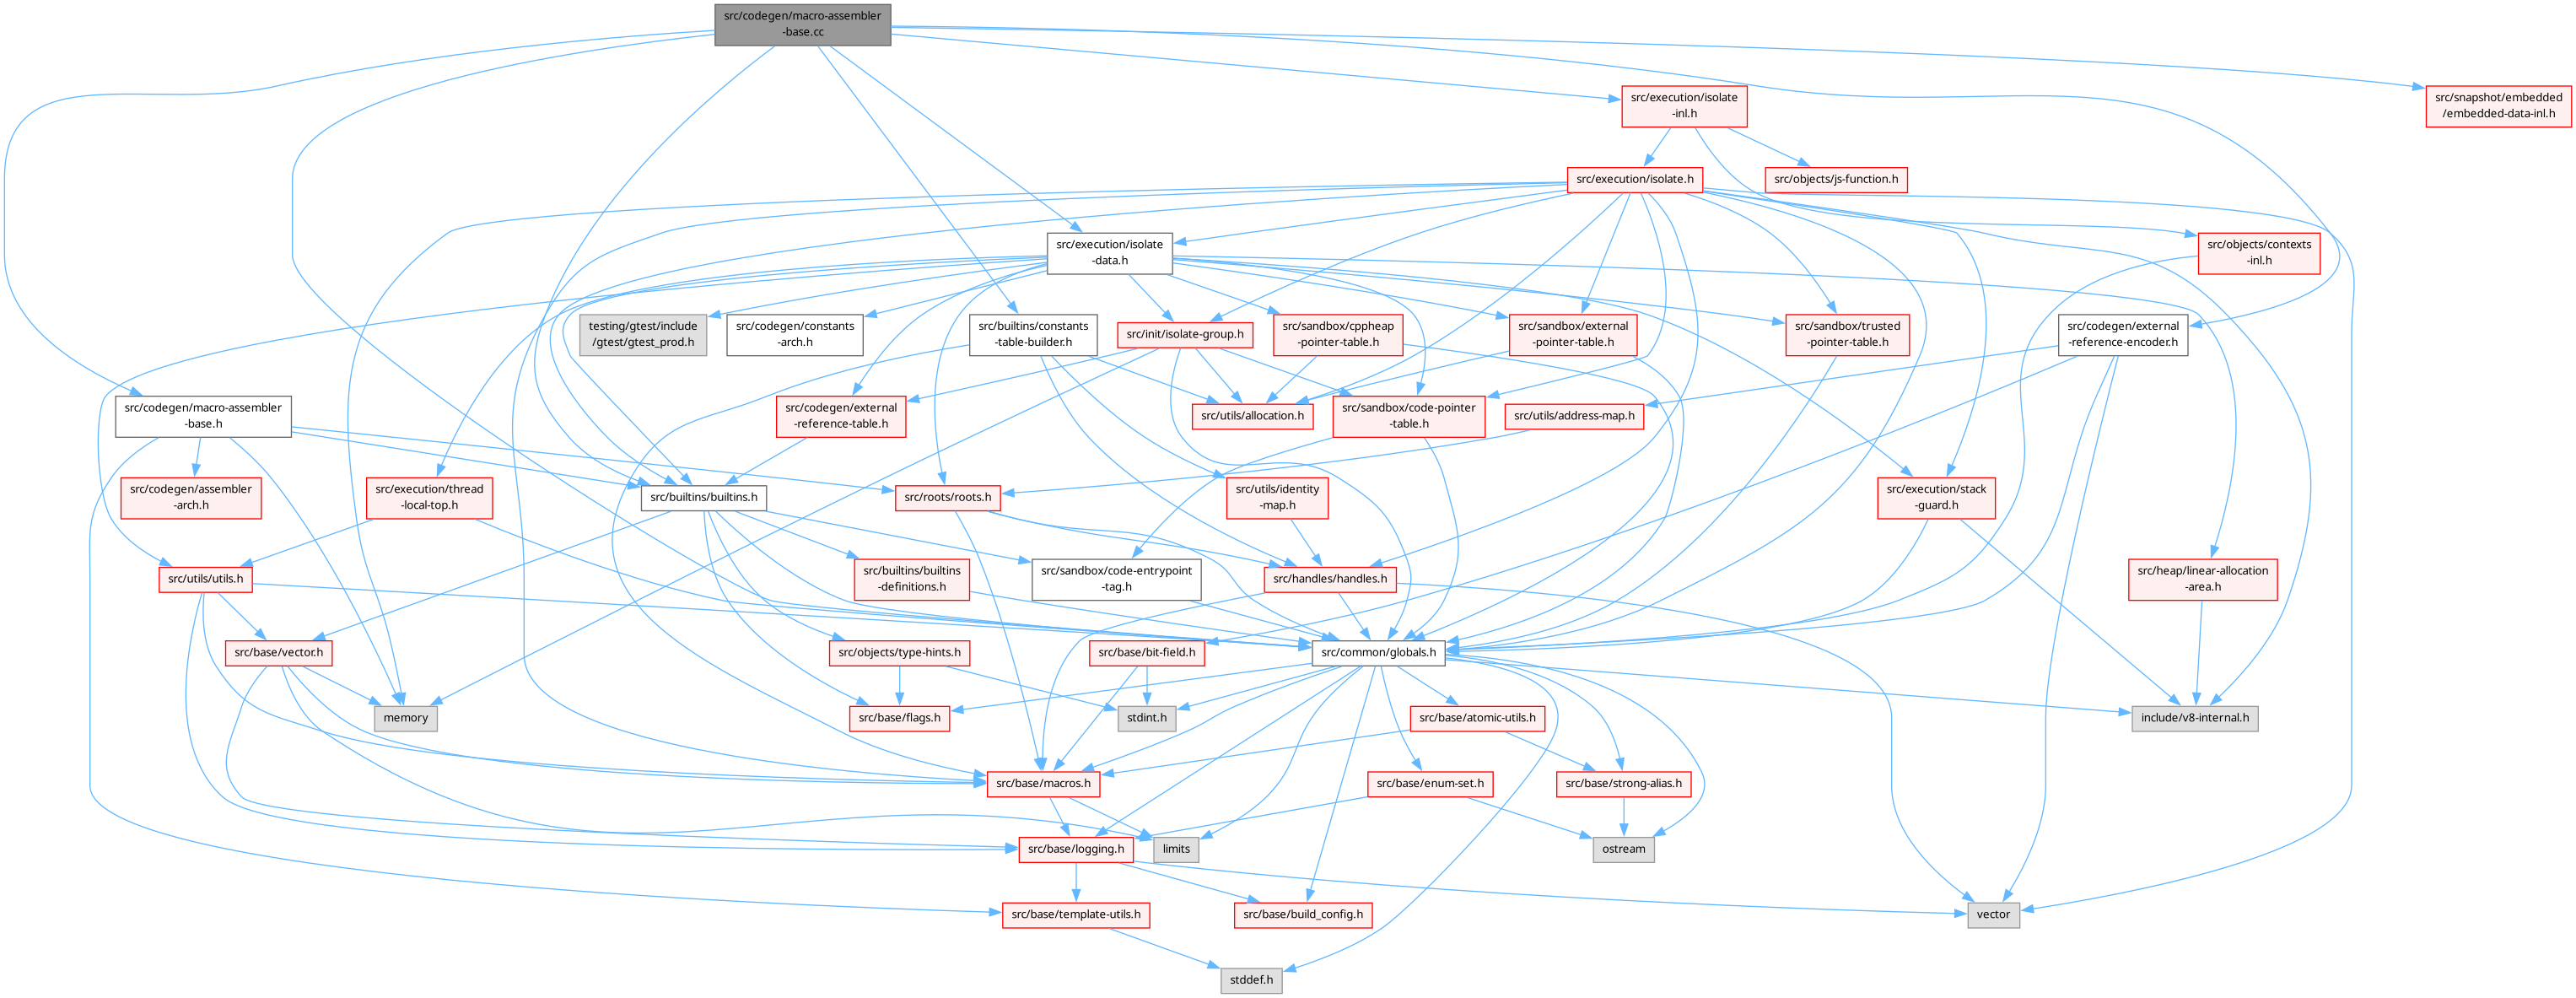 src/codegen/macro-assembler
-base.cc
src/execution/isolate
-inl.h
src/snapshot/embedded
/embedded-data-inl.h
src/execution/isolate.h
src/objects/js-function.h
src/execution/isolate
-data.h
src/objects/contexts
-inl.h
testing/gtest/include
/gtest/gtest_prod.h
src/codegen/constants
-arch.h
src/builtins/constants
-table-builder.h
src/init/isolate-group.h
src/sandbox/cppheap
-pointer-table.h
src/sandbox/external
-pointer-table.h
src/sandbox/trusted
-pointer-table.h
src/codegen/external
-reference-encoder.h
src/codegen/macro-assembler
-base.h
src/codegen/external
-reference-table.h
src/utils/allocation.h
src/sandbox/code-pointer
-table.h
src/utils/address-map.h
src/codegen/assembler
-arch.h
src/execution/thread
-local-top.h
src/builtins/builtins.h
src/roots/roots.h
src/utils/identity
-map.h
src/execution/stack
-guard.h
src/utils/utils.h
src/builtins/builtins
-definitions.h
src/sandbox/code-entrypoint
-tag.h
src/handles/handles.h
src/heap/linear-allocation
-area.h
src/base/vector.h
src/objects/type-hints.h
src/base/bit-field.h
src/common/globals.h
memory
src/base/flags.h
stdint.h
src/base/atomic-utils.h
include/v8-internal.h
src/base/macros.h
src/base/enum-set.h
src/base/strong-alias.h
src/base/logging.h
limits
ostream
src/base/template-utils.h
src/base/build_config.h
vector
stddef.h